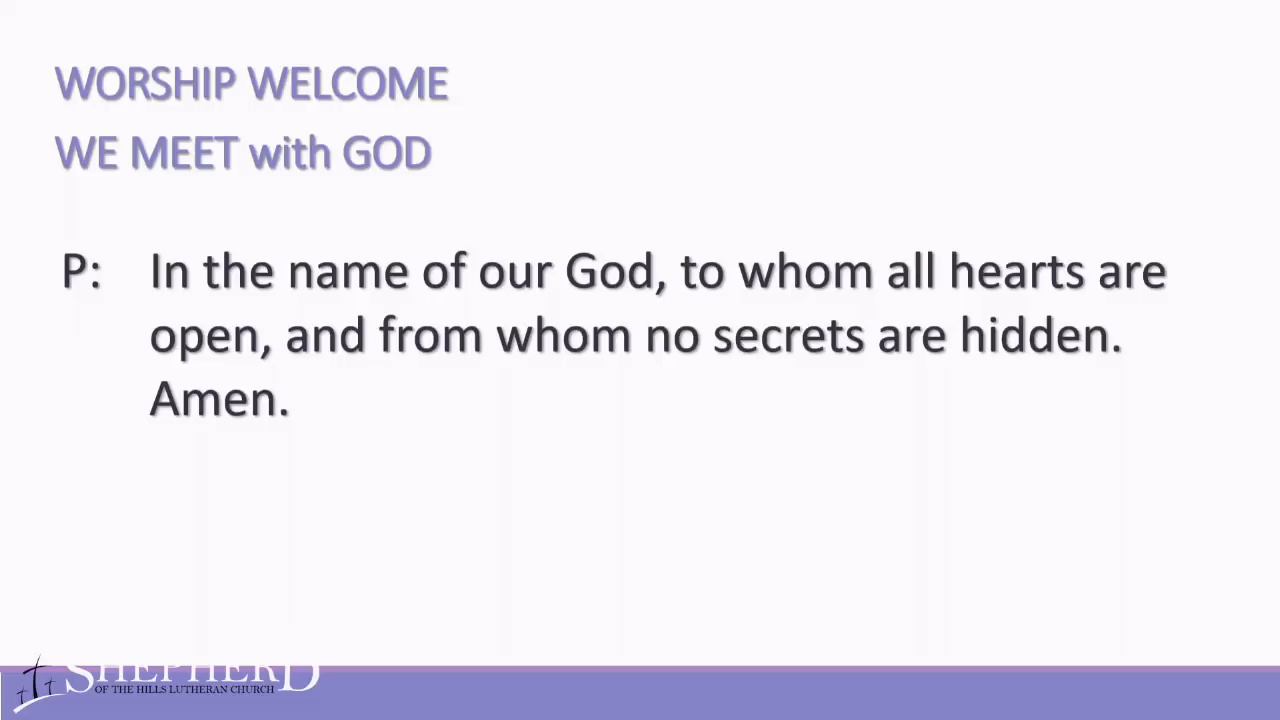 WORSHIP WELCOME
WE MEET with GOD
P: In the name of our God, to whom all hearts are
open, and from whom no secrets are hidden.
Amen.
SHEPHERD
OF THE HILLS LUTHERAN CHURCH